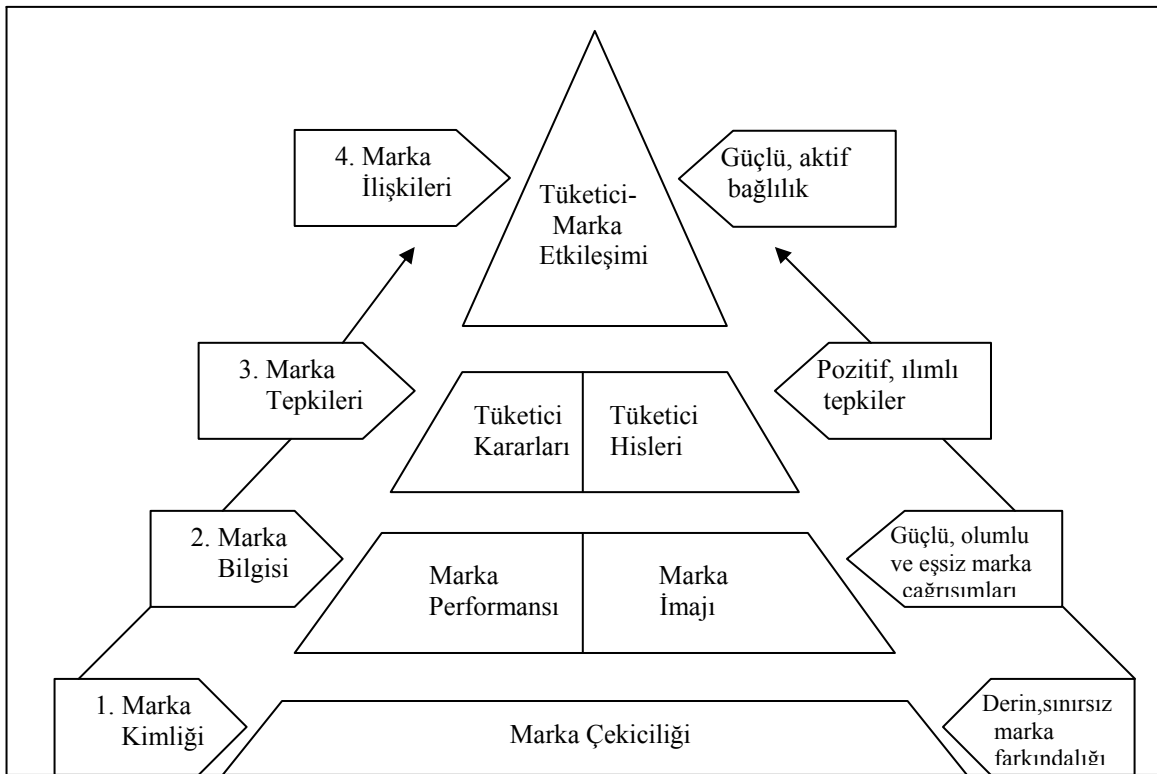 4. Marka
İlişkileri
Tüketici-
Marka
Etkileşimi
Güçlü, aktif
bağlılık
3. Marka
Tepkileri
Tüketici
Kararları
Tüketici
Hisleri
Pozitif, ılımlı
tepkiler
2. Marka
Bilgisi
Marka
Performansı
Marka
İmajı
Güçlü, olumlu
ve eşsiz marka
çağrışımları
1. Marka
Kimliği
Marka Çekiciliği
Derin,sınırsız
marka
farkındalığı